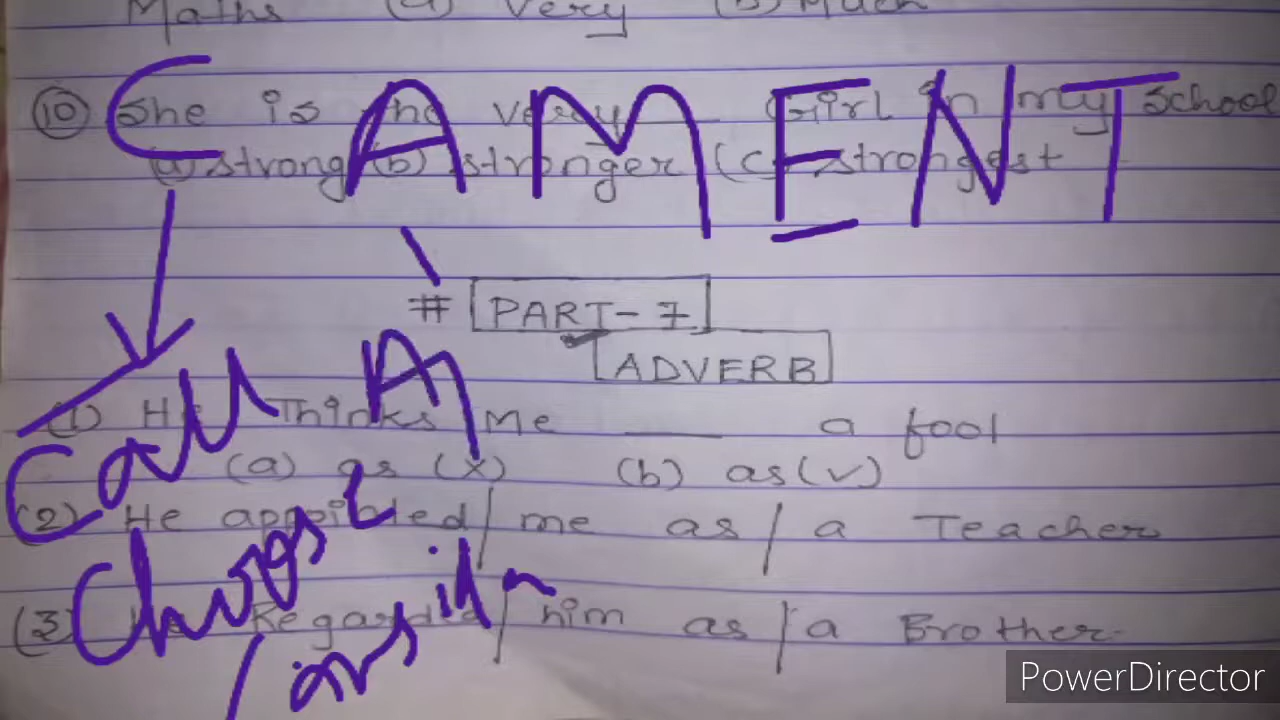 Maths (a) Very (b) Much
(10) She is the very ___ Girl in my School
(a) strong (b) stronger (c) strongest
CAMENT
# PART-7
ADVERB
(1) He Thinks Me ___ a fool
(a) as (x) (b) as (v)
(2) He appointed / me as / a Teacher
(3) He Regarded / him as / a Brother
Call A
Choose
PowerDirector